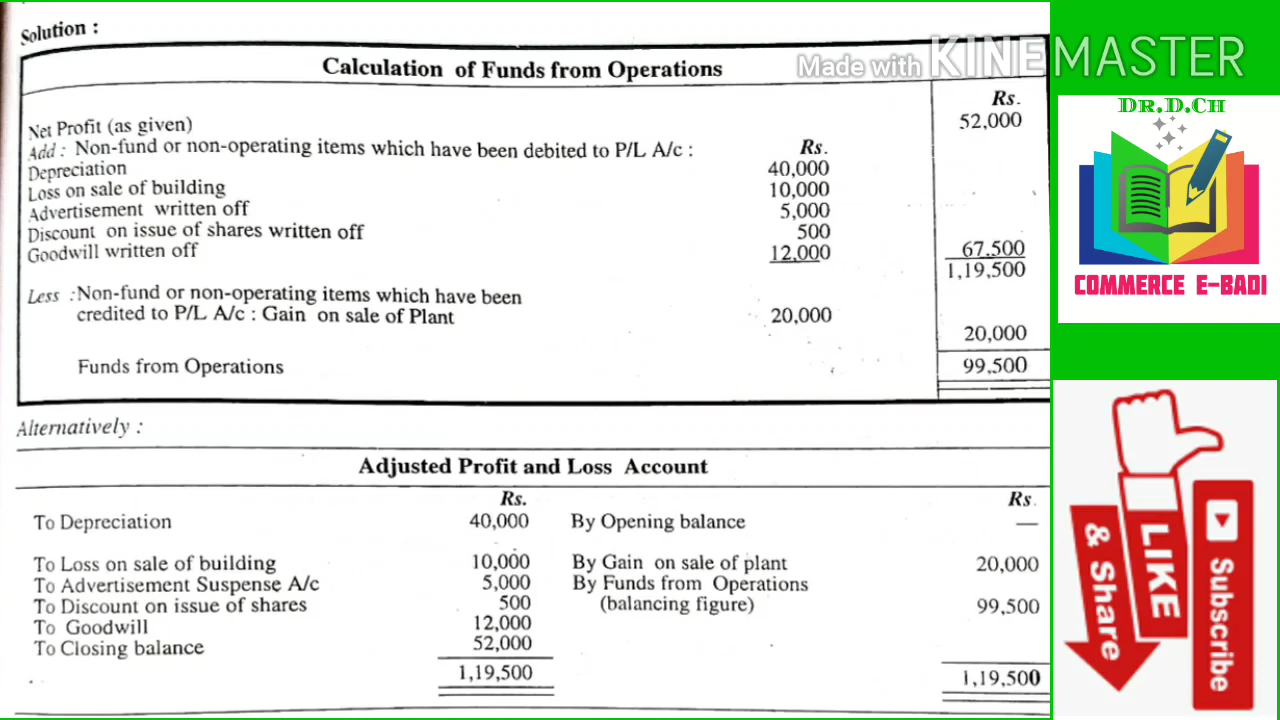 Solution :
Made with KINEMASTER
Calculation of Funds from Operations
Rs.
Net Profit (as given) 52,000
Add : Non-fund or non-operating items which have been debited to P/L A/c : Rs.
Depreciation 40,000
Loss on sale of building 10,000
Advertisement written off 5,000
Discount on issue of shares written off 500
Goodwill written off 12,000 67.500
1,19,500
Less : Non-fund or non-operating items which have been
credited to P/L A/c : Gain on sale of Plant 20,000
20,000
Funds from Operations 99,500
Alternatively :
Adjusted Profit and Loss Account
Rs. Rs.
To Depreciation 40,000 By Opening balance —
To Loss on sale of building 10,000 By Gain on sale of plant 20,000
To Advertisement Suspense A/c 5,000 By Funds from Operations
To Discount on issue of shares 500 (balancing figure) 99,500
To Goodwill 12,000
To Closing balance 52,000
1,19,500 1,19,500
DR.D.CH
COMMERCE E-BADI
LIKE
& Share
Subscribe